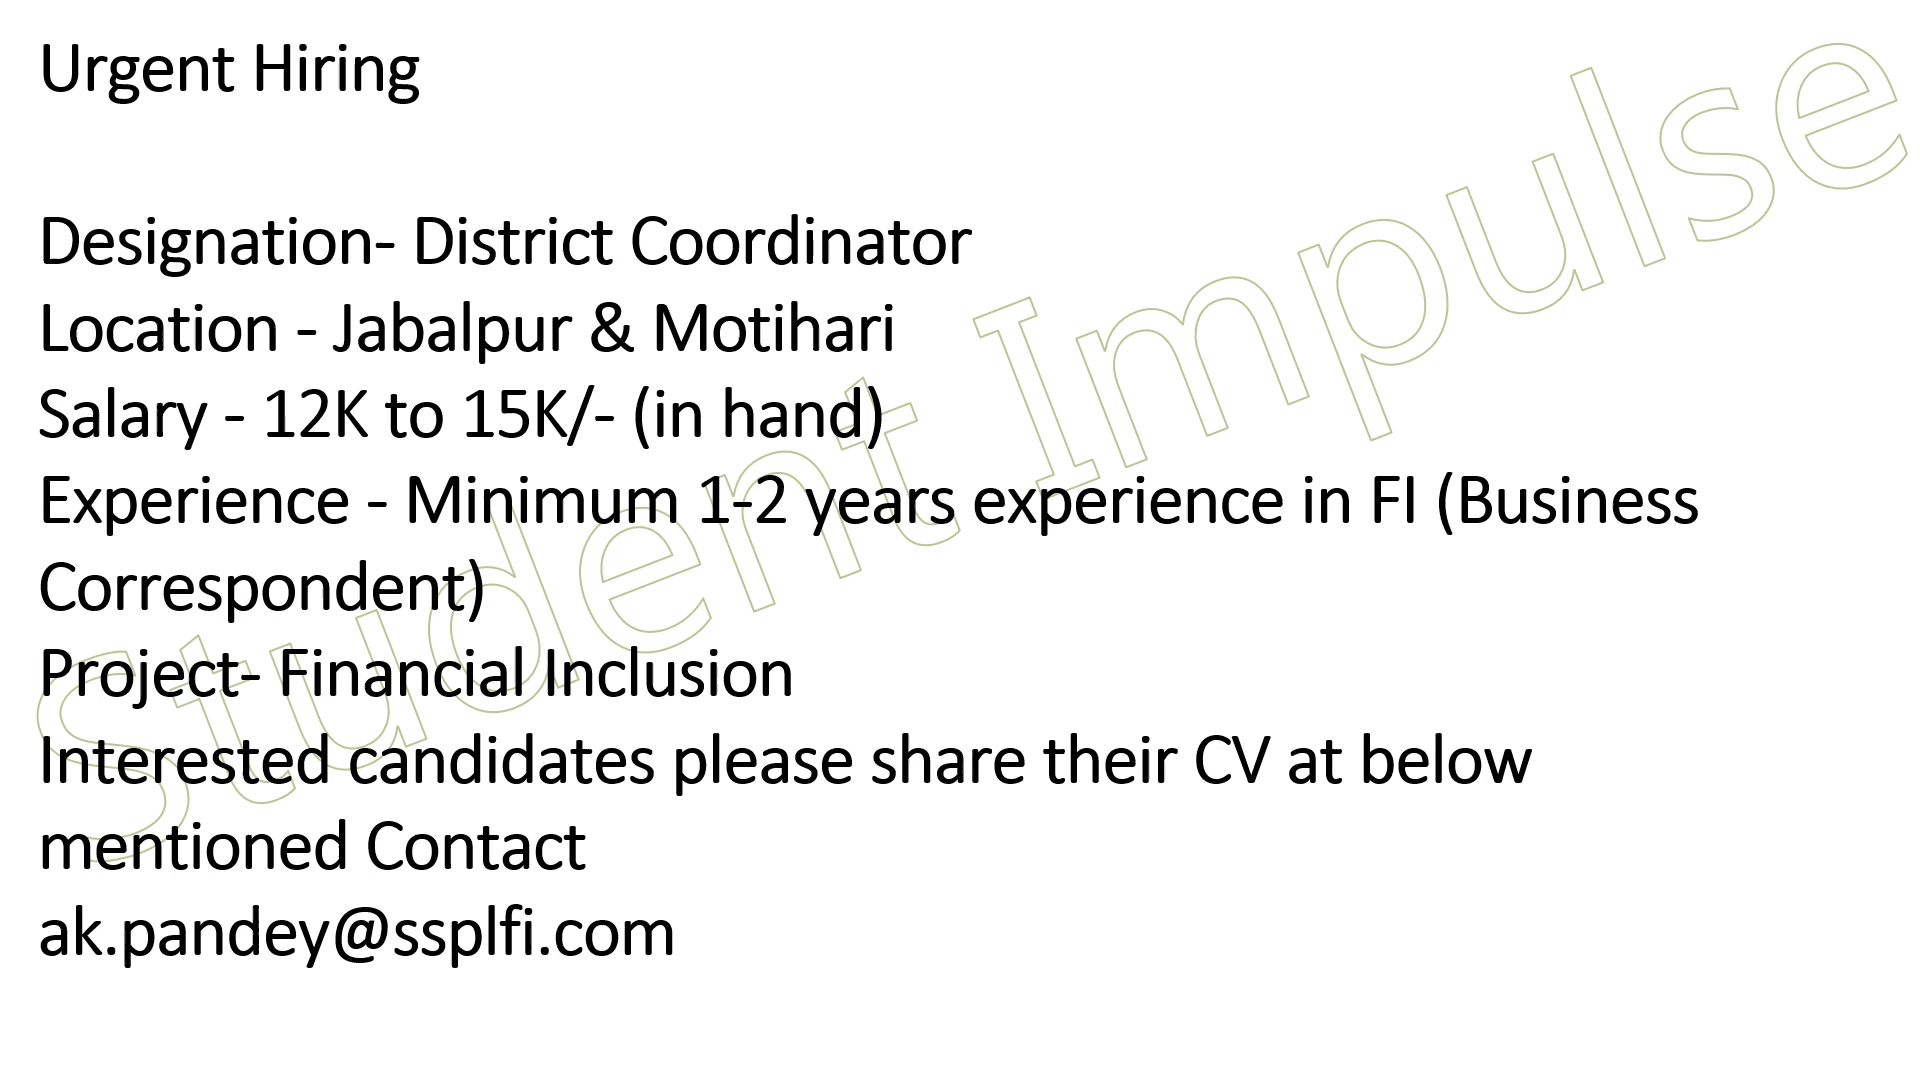 Urgent Hiring
Designation- District Coordinator
Location - Jabalpur & Motihari
Salary - 12K to 15K/- (in hand)
Experience - Minimum 1-2 years experience in FI (Business
Correspondent)
Project- Financial Inclusion
Interested candidates please share their CV at below
mentioned Contact
ak.pandey@ssplfi.com
Student Impulse